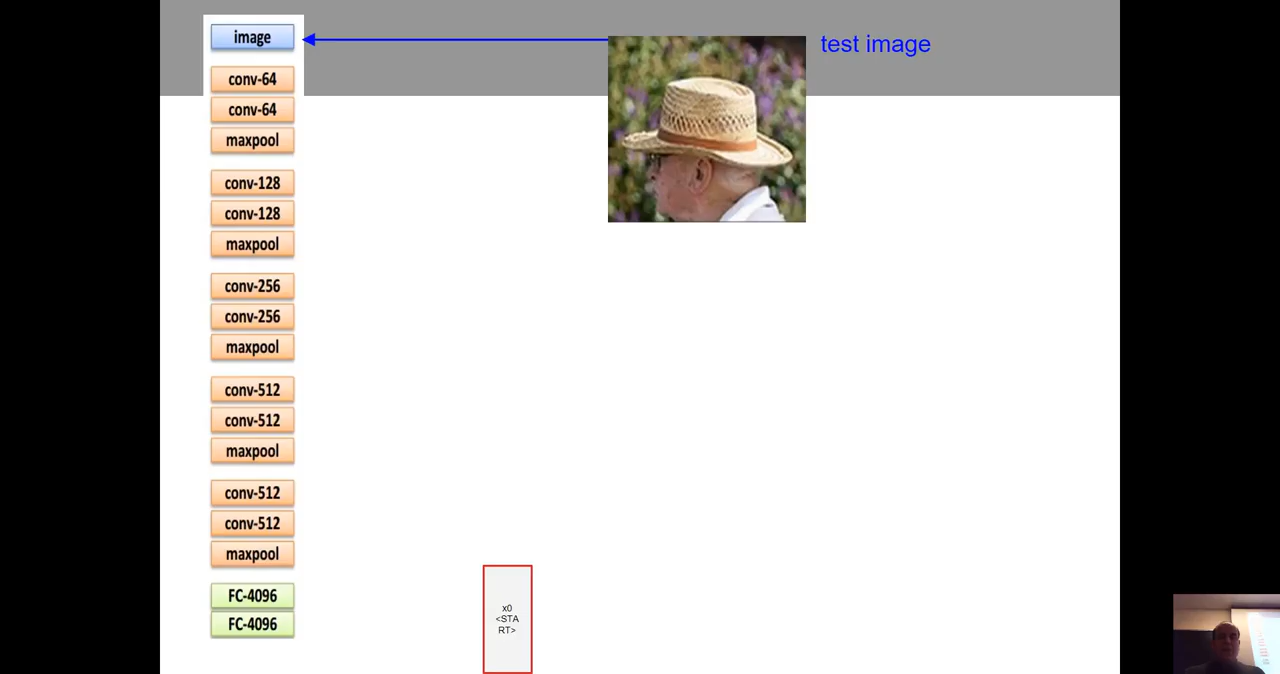 image
test image
conv-64
conv-64
maxpool
conv-128
conv-128
maxpool
conv-256
conv-256
maxpool
conv-512
conv-512
maxpool
conv-512
conv-512
maxpool
FC-4096
FC-4096
x0
<STA
RT>